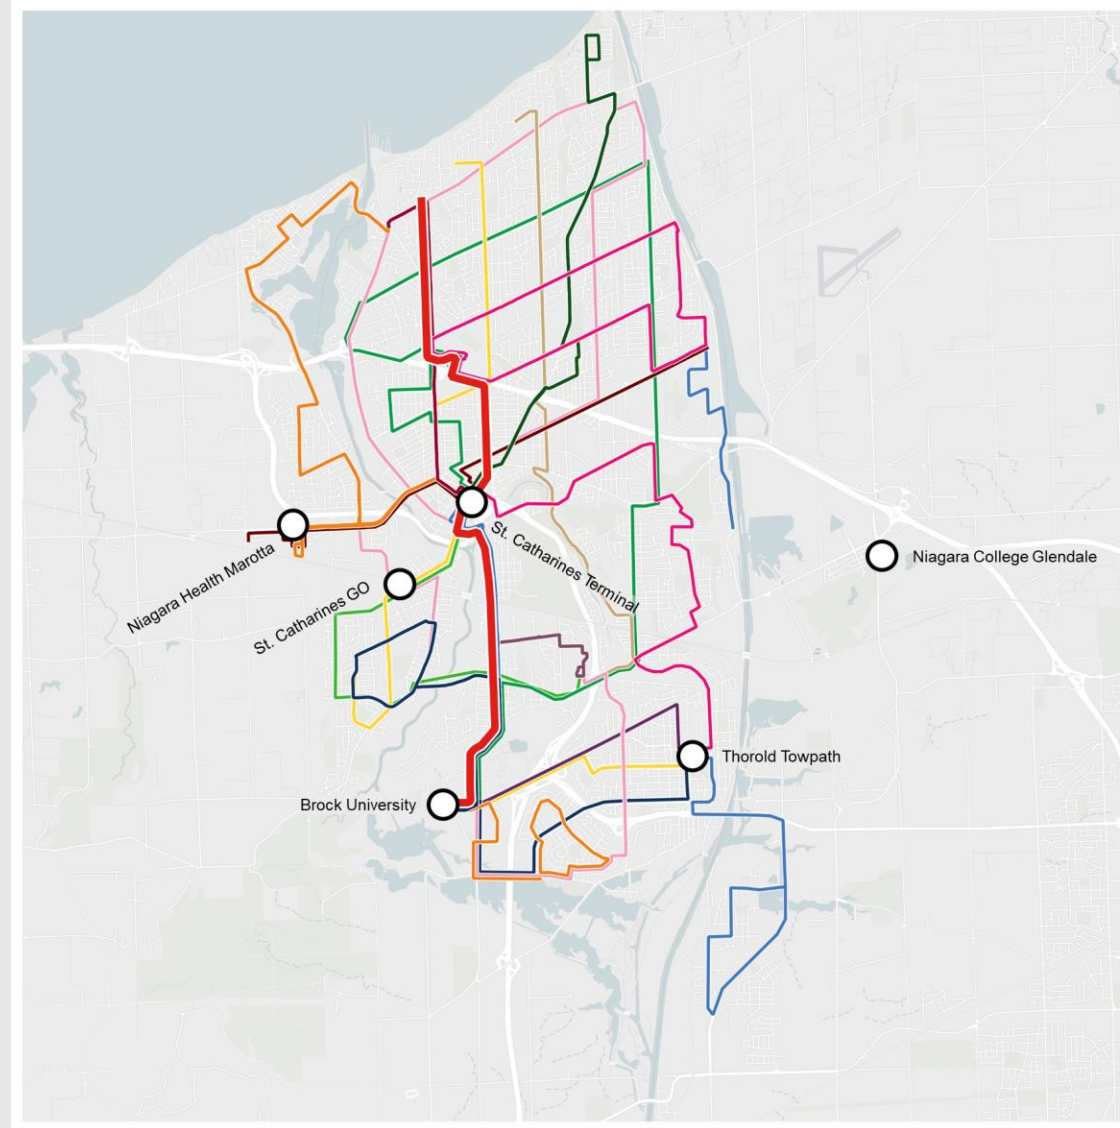 St. Catharines Terminal
Niagara Health Marotta
St. Catharines GO
Niagara College Glendale
Thorold Towpath
Brock University